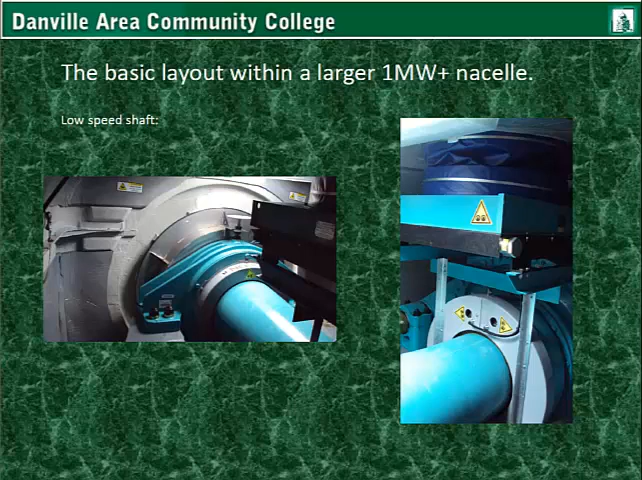 Danville Area Community College
The basic layout within a larger 1MW+ nacelle.
Low speed shaft: